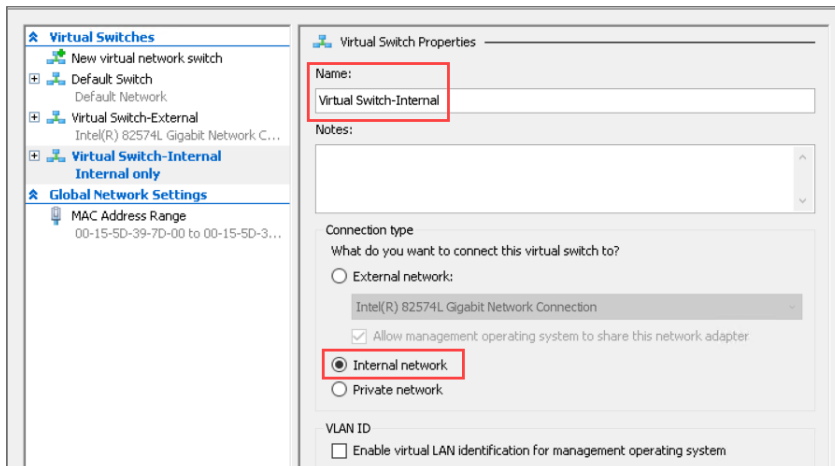 Virtual Switches
New virtual network switch
Default Switch
Default Network
Virtual Switch-External
Intel(R) 82574L Gigabit Network C...
Virtual Switch-Internal
Internal only
Global Network Settings
MAC Address Range
00-15-5D-39-7D-00 to 00-15-5D-3...
Virtual Switch Properties
Name:
Virtual Switch-Internal
Notes:
Connection type
What do you want to connect this virtual switch to?
External network:
Intel(R) 82574L Gigabit Network Connection
Allow management operating system to share this network adapter
Internal network
Private network
VLAN ID
Enable virtual LAN identification for management operating system